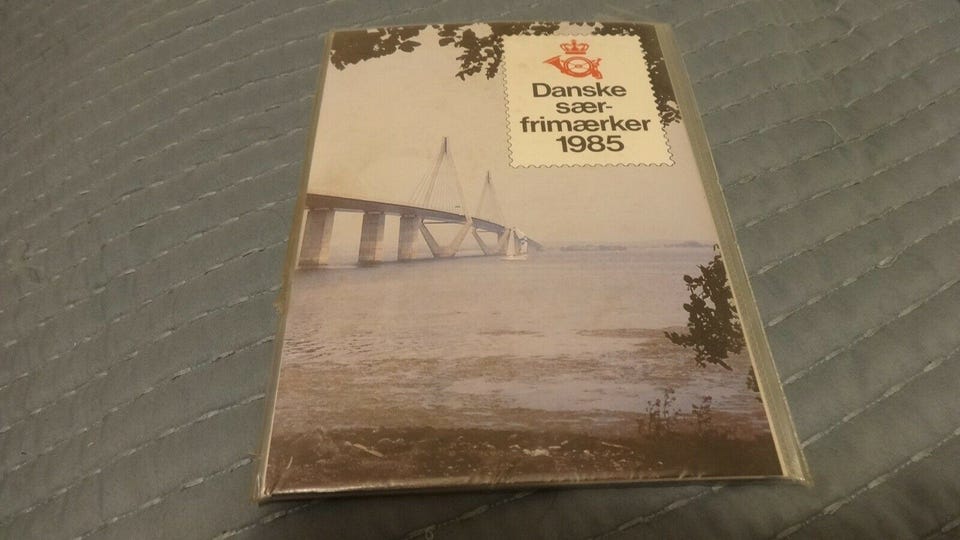 Danske
sær-
frimærker
1985